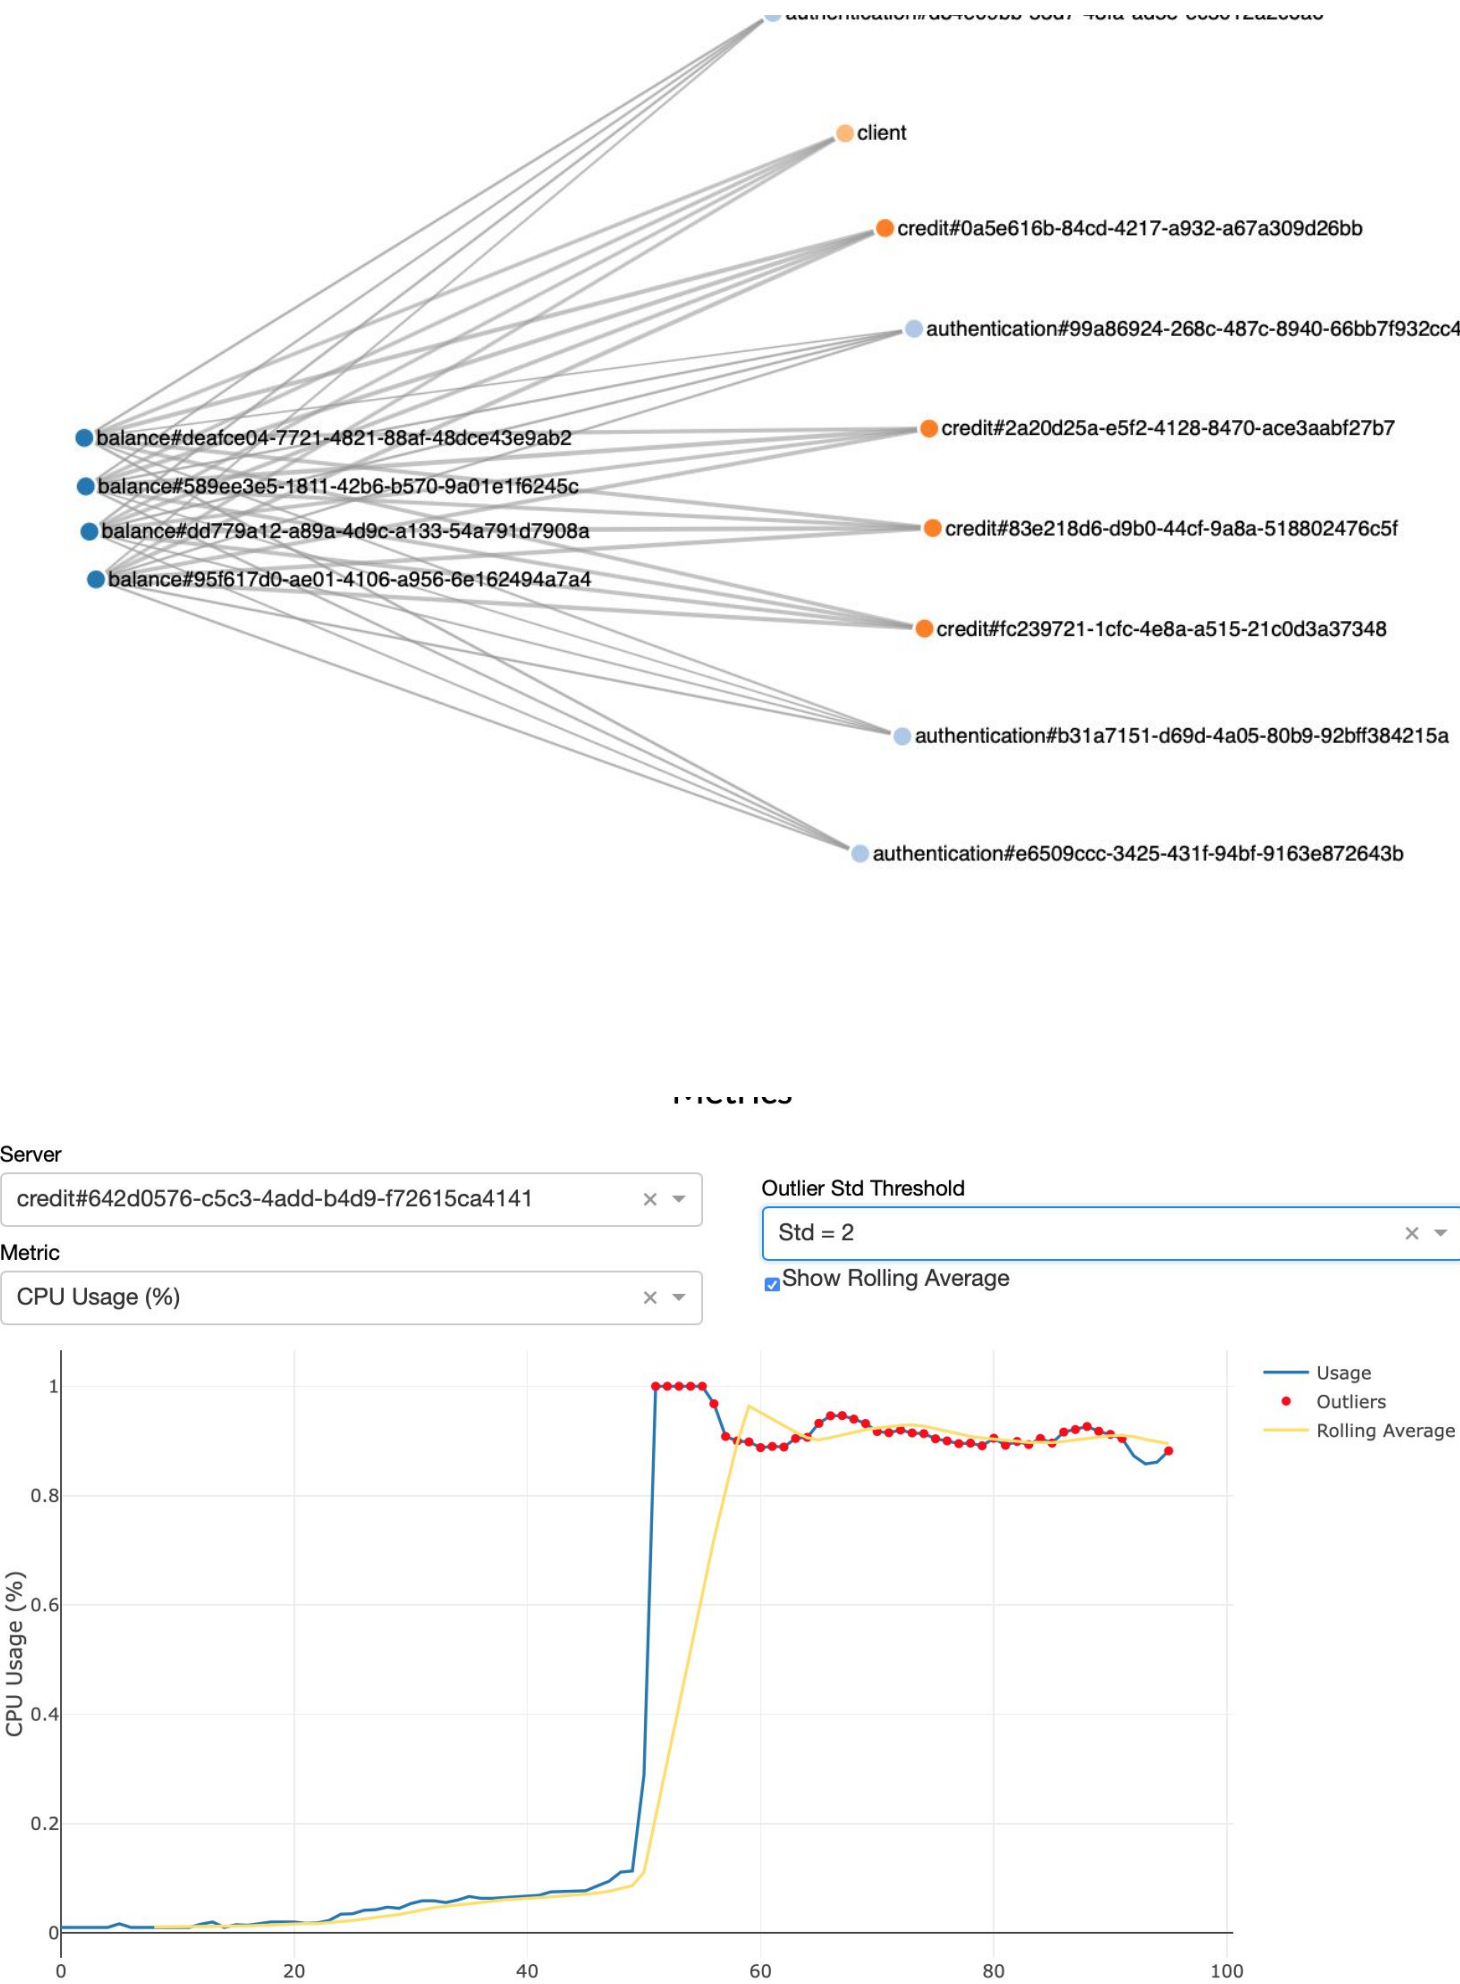 client
credit#0a5e616b-84cd-4217-a932-a67a309d26bb
authentication#99a86924-268c-487c-8940-66bb7f932cc4
balance#deafce04-7721-4821-88af-48dce43e9ab2
credit#2a20d25a-e5f2-4128-8470-ace3aabf27b7
balance#589ee3e5-1811-42b6-b570-9a01e1f6245c
balance#dd779a12-a89a-4d9c-a133-54a791d7908a
credit#83e218d6-d9b0-44cf-9a8a-518802476c5f
balance#95f617d0-ae01-4106-a956-6e162494a7a4
credit#fc239721-1cfc-4e8a-a515-21c0d3a37348
authentication#b31a7151-d69d-4a05-80b9-92bff384215a
authentication#e6509ccc-3425-431f-94bf-9163e872643b
Metrics
Server
credit#642d0576-c5c3-4add-b4d9-f72615ca4141
Outlier Std Threshold
Std = 2
Metric
Show Rolling Average
CPU Usage (%)
Usage
Outliers
Rolling Average
CPU Usage (%)
1
0.8
0.6
0.4
0.2
0
0 20 40 60 80 100